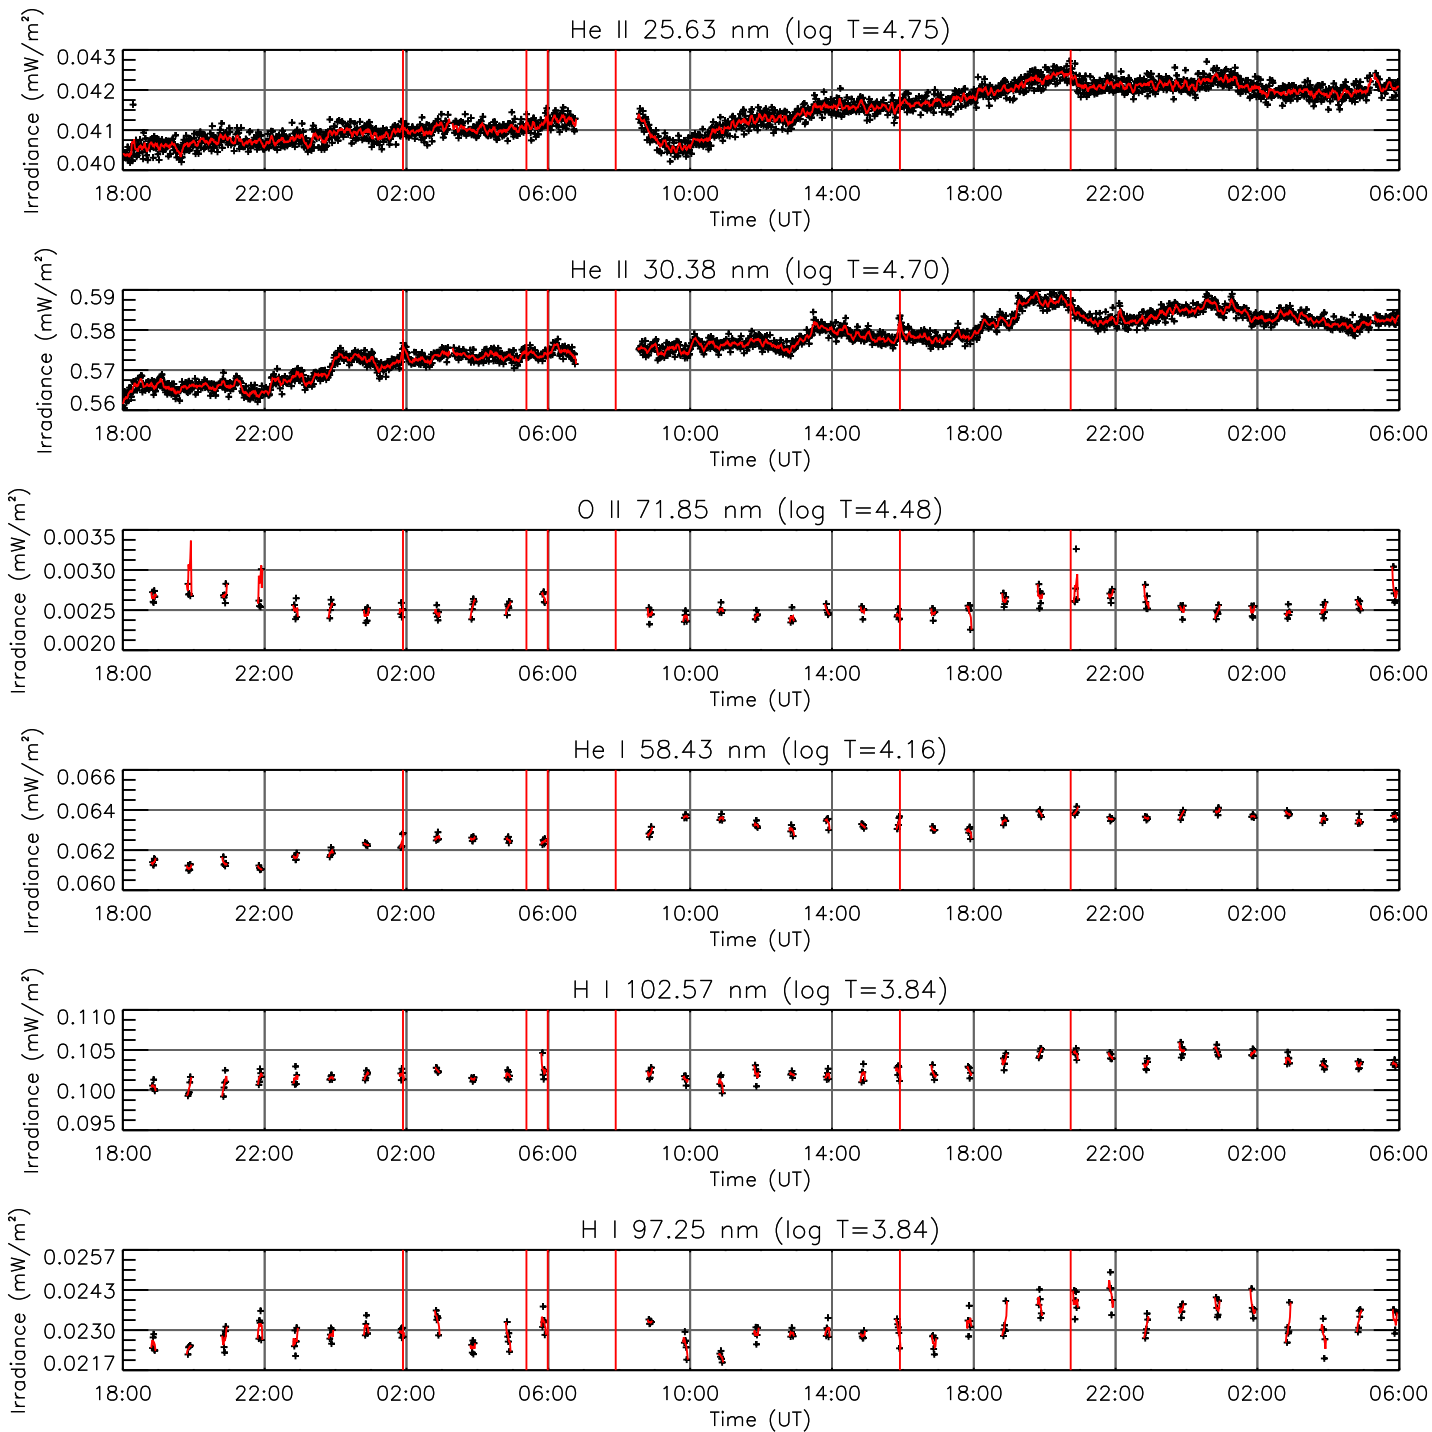 He II 25.63 nm (log T=4.75)
Irradiance (mW/m²)
0.043
0.042
0.041
0.040
18:00 22:00 02:00 06:00 10:00 14:00 18:00 22:00 02:00 06:00
Time (UT)
He II 30.38 nm (log T=4.70)
Irradiance (mW/m²)
0.59
0.58
0.57
0.56
18:00 22:00 02:00 06:00 10:00 14:00 18:00 22:00 02:00 06:00
Time (UT)
O II 71.85 nm (log T=4.48)
Irradiance (mW/m²)
0.0035
0.0030
0.0025
0.0020
18:00 22:00 02:00 06:00 10:00 14:00 18:00 22:00 02:00 06:00
Time (UT)
He I 58.43 nm (log T=4.16)
Irradiance (mW/m²)
0.066
0.064
0.062
0.060
18:00 22:00 02:00 06:00 10:00 14:00 18:00 22:00 02:00 06:00
Time (UT)
H I 102.57 nm (log T=3.84)
Irradiance (mW/m²)
0.110
0.105
0.100
0.095
18:00 22:00 02:00 06:00 10:00 14:00 18:00 22:00 02:00 06:00
Time (UT)
H I 97.25 nm (log T=3.84)
Irradiance (mW/m²)
0.0257
0.0243
0.0230
0.0217
18:00 22:00 02:00 06:00 10:00 14:00 18:00 22:00 02:00 06:00
Time (UT)